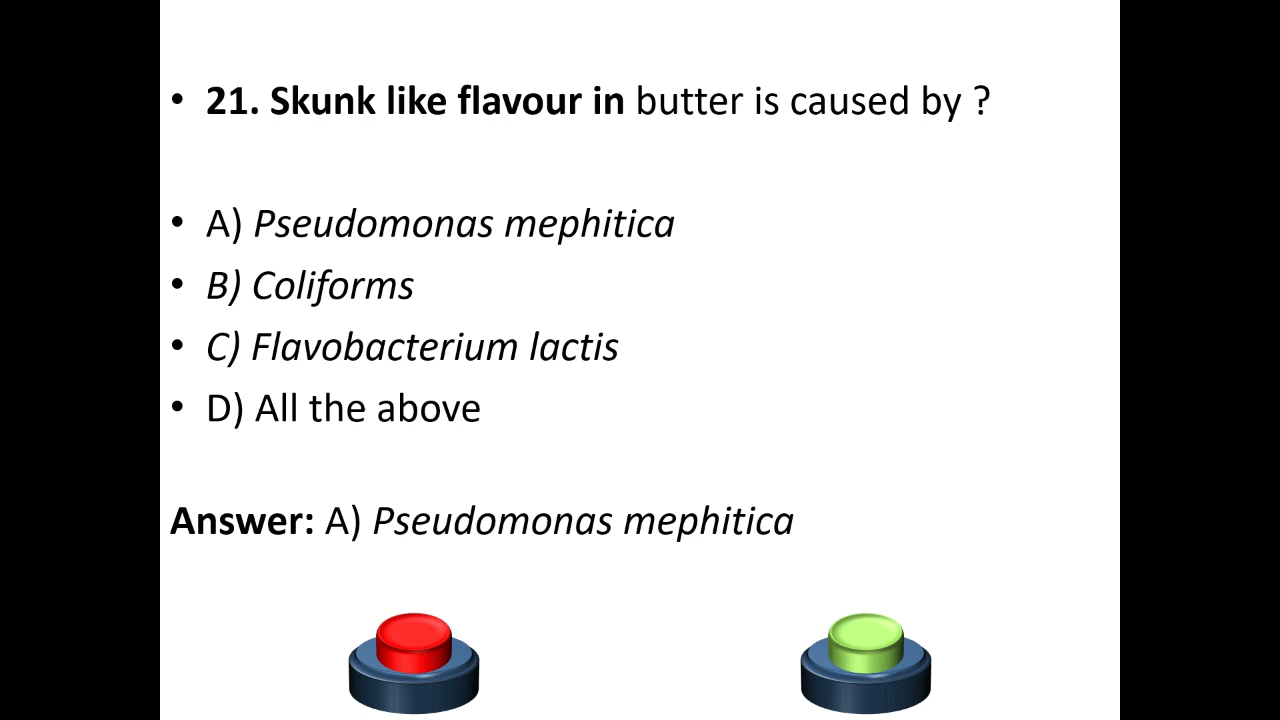 • 21. Skunk like flavour in butter is caused by ?
• A) Pseudomonas mephitica
• B) Coliforms
• C) Flavobacterium lactis
• D) All the above
Answer: A) Pseudomonas mephitica